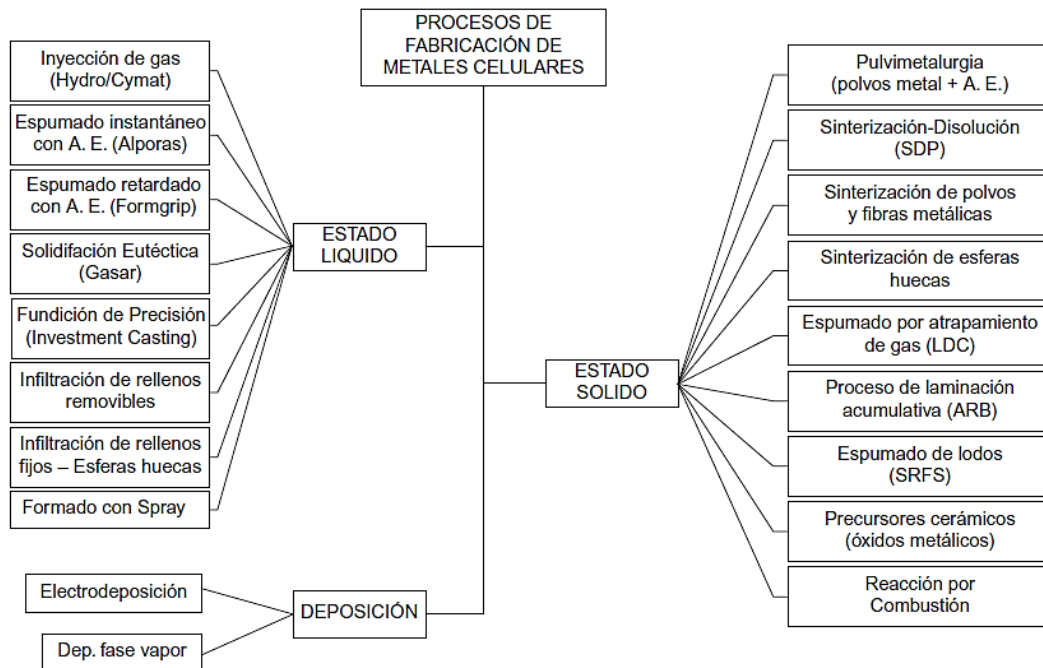 PROCESOS DE
FABRICACIÓN DE
METALES CELULARES
Inyección de gas
(Hydro/Cymat)
Espumado instantáneo
con A. E. (Alporas)
Espumado retardado
con A. E. (Formgrip)
Solidifación Eutéctica
(Gasar)
Fundición de Precisión
(Investment Casting)
Infiltración de rellenos
removibles
Infiltración de rellenos
fijos – Esferas huecas
Formado con Spray
ESTADO
LIQUIDO
Electrodeposición
Dep. fase vapor
DEPOSICIÓN
ESTADO
SOLIDO
Pulvimetalurgia
(polvos metal + A. E.)
Sinterización-Disolución
(SDP)
Sinterización de polvos
y fibras metálicas
Sinterización de esferas
huecas
Espumado por atrapamiento
de gas (LDC)
Proceso de laminación
acumulativa (ARB)
Espumado de lodos
(SRFS)
Precursores cerámicos
(óxidos metálicos)
Reacción por
Combustión